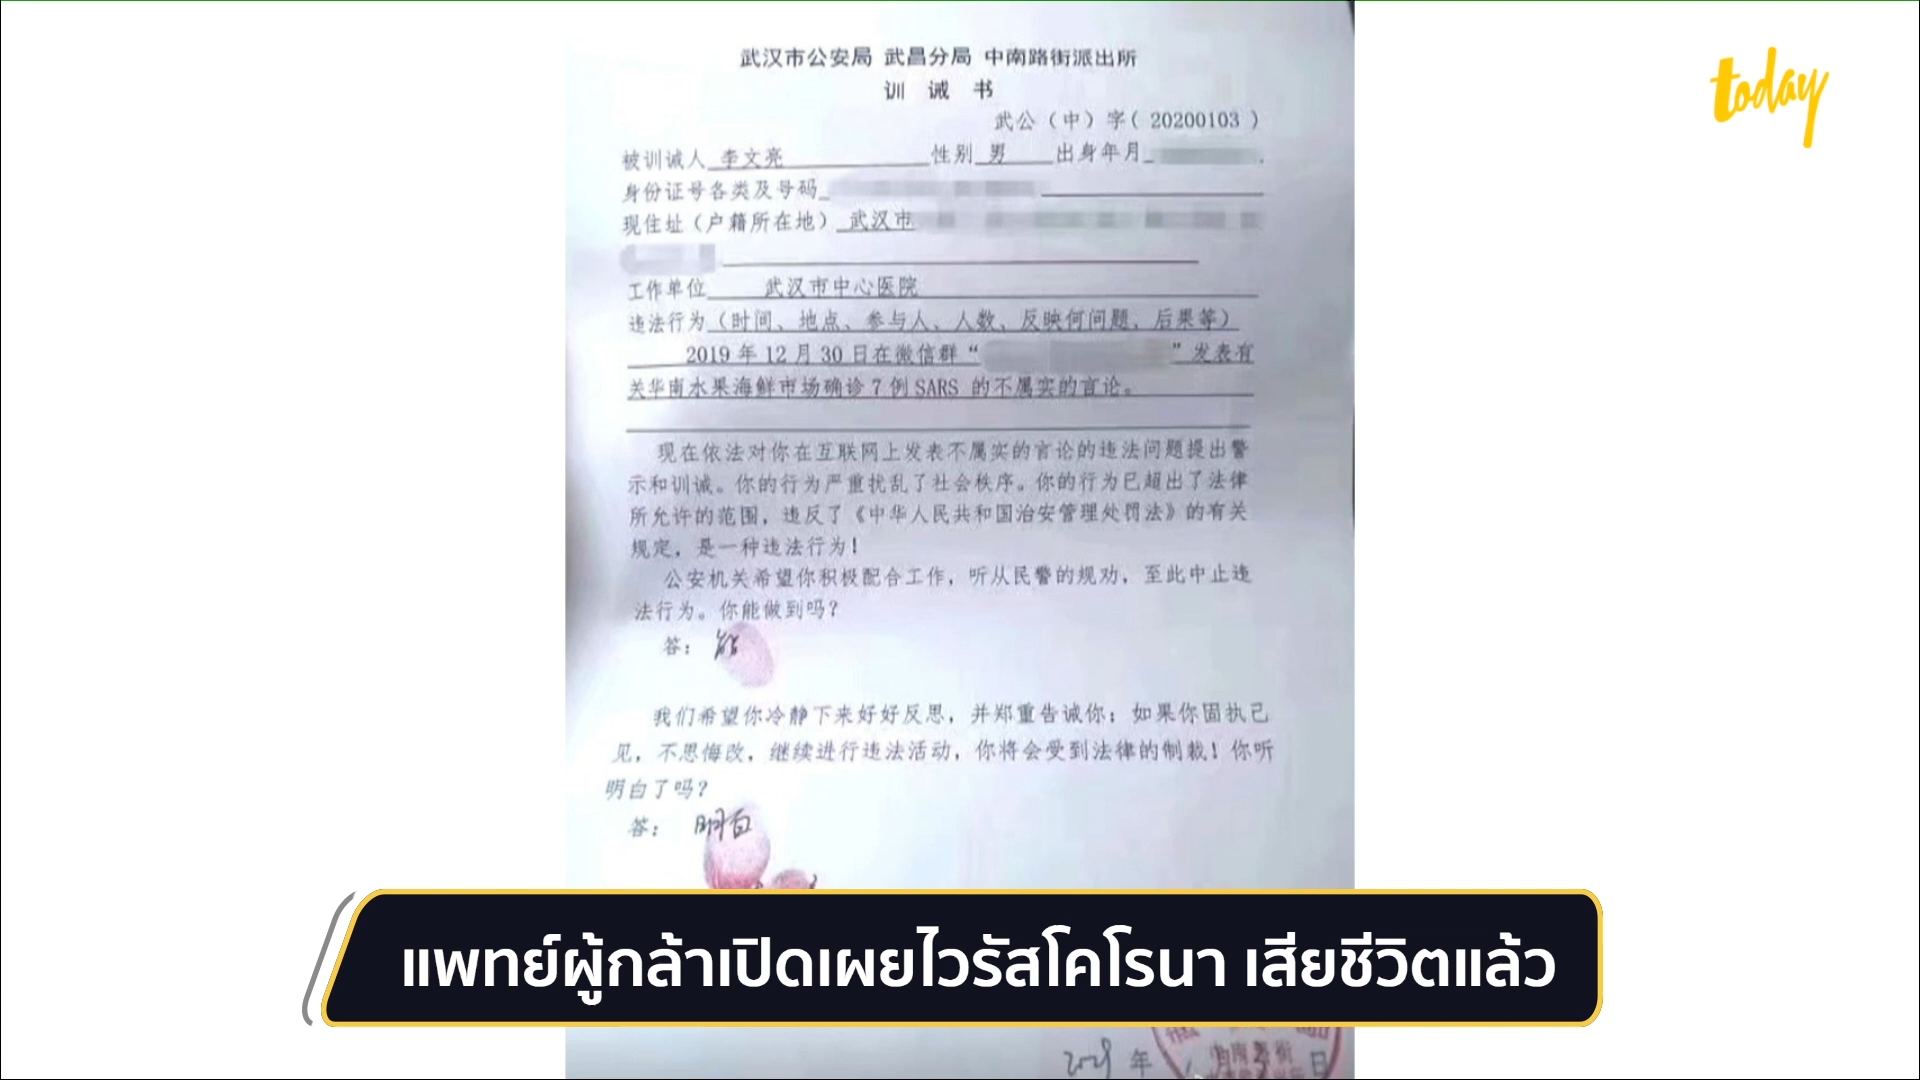 today
武汉市公安局 武昌分局 中南路街派出所
训 诫 书
武公（中）字( 20200103 )
被训诫人 李文亮 性别 男 出身年月
身份证号各类及号码
现住址（户籍所在地） 武汉市
工作单位 武汉市中心医院
违法行为（时间、地点、参与人、人数、反映何问题、后果等）
2019 年 12 月 30 日在微信群“ ”发表有
关华南水果海鲜市场确诊 7 例 SARS 的不属实的言论。
现在依法对你在互联网上发表不属实的言论的违法问题提出警
示和训诫。你的行为严重扰乱了社会秩序。你的行为已超出了法律
所允许的范围，违反了《中华人民共和国治安管理处罚法》的有关
规定，是一种违法行为！
公安机关希望你积极配合工作，听从民警的规劝，至此中止违
法行为。你能做到吗？
答： 能
我们希望你冷静下来好好反思，并郑重告诫你：如果你固执己
见，不思悔改，继续进行违法活动，你将会受到法律的制裁！你听
明白了吗？
答： 明白
แพทย์ผู้กล้าเปิดเผยไวรัสโคโรนา เสียชีวิตแล้ว
年 月 日